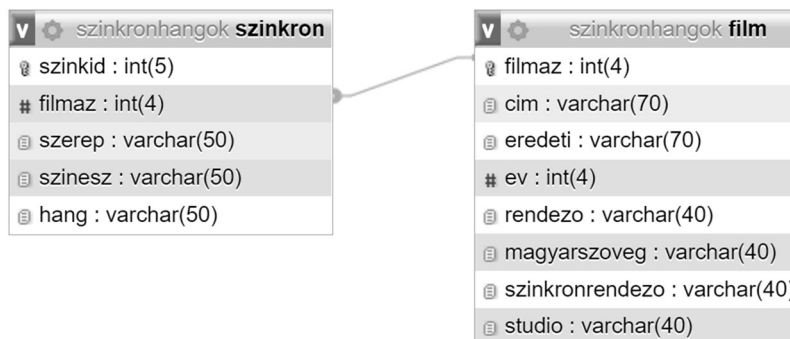 v szinkronhangok szinkron
szinkid : int(5)
# filmaz : int(4)
szerep : varchar(50)
szinesz : varchar(50)
hang : varchar(50)
v szinkronhangok film
filmaz : int(4)
cim : varchar(70)
eredeti : varchar(70)
# ev : int(4)
rendezo : varchar(40)
magyarszoveg : varchar(40)
szinkronrendezo : varchar(40)
studio : varchar(40)